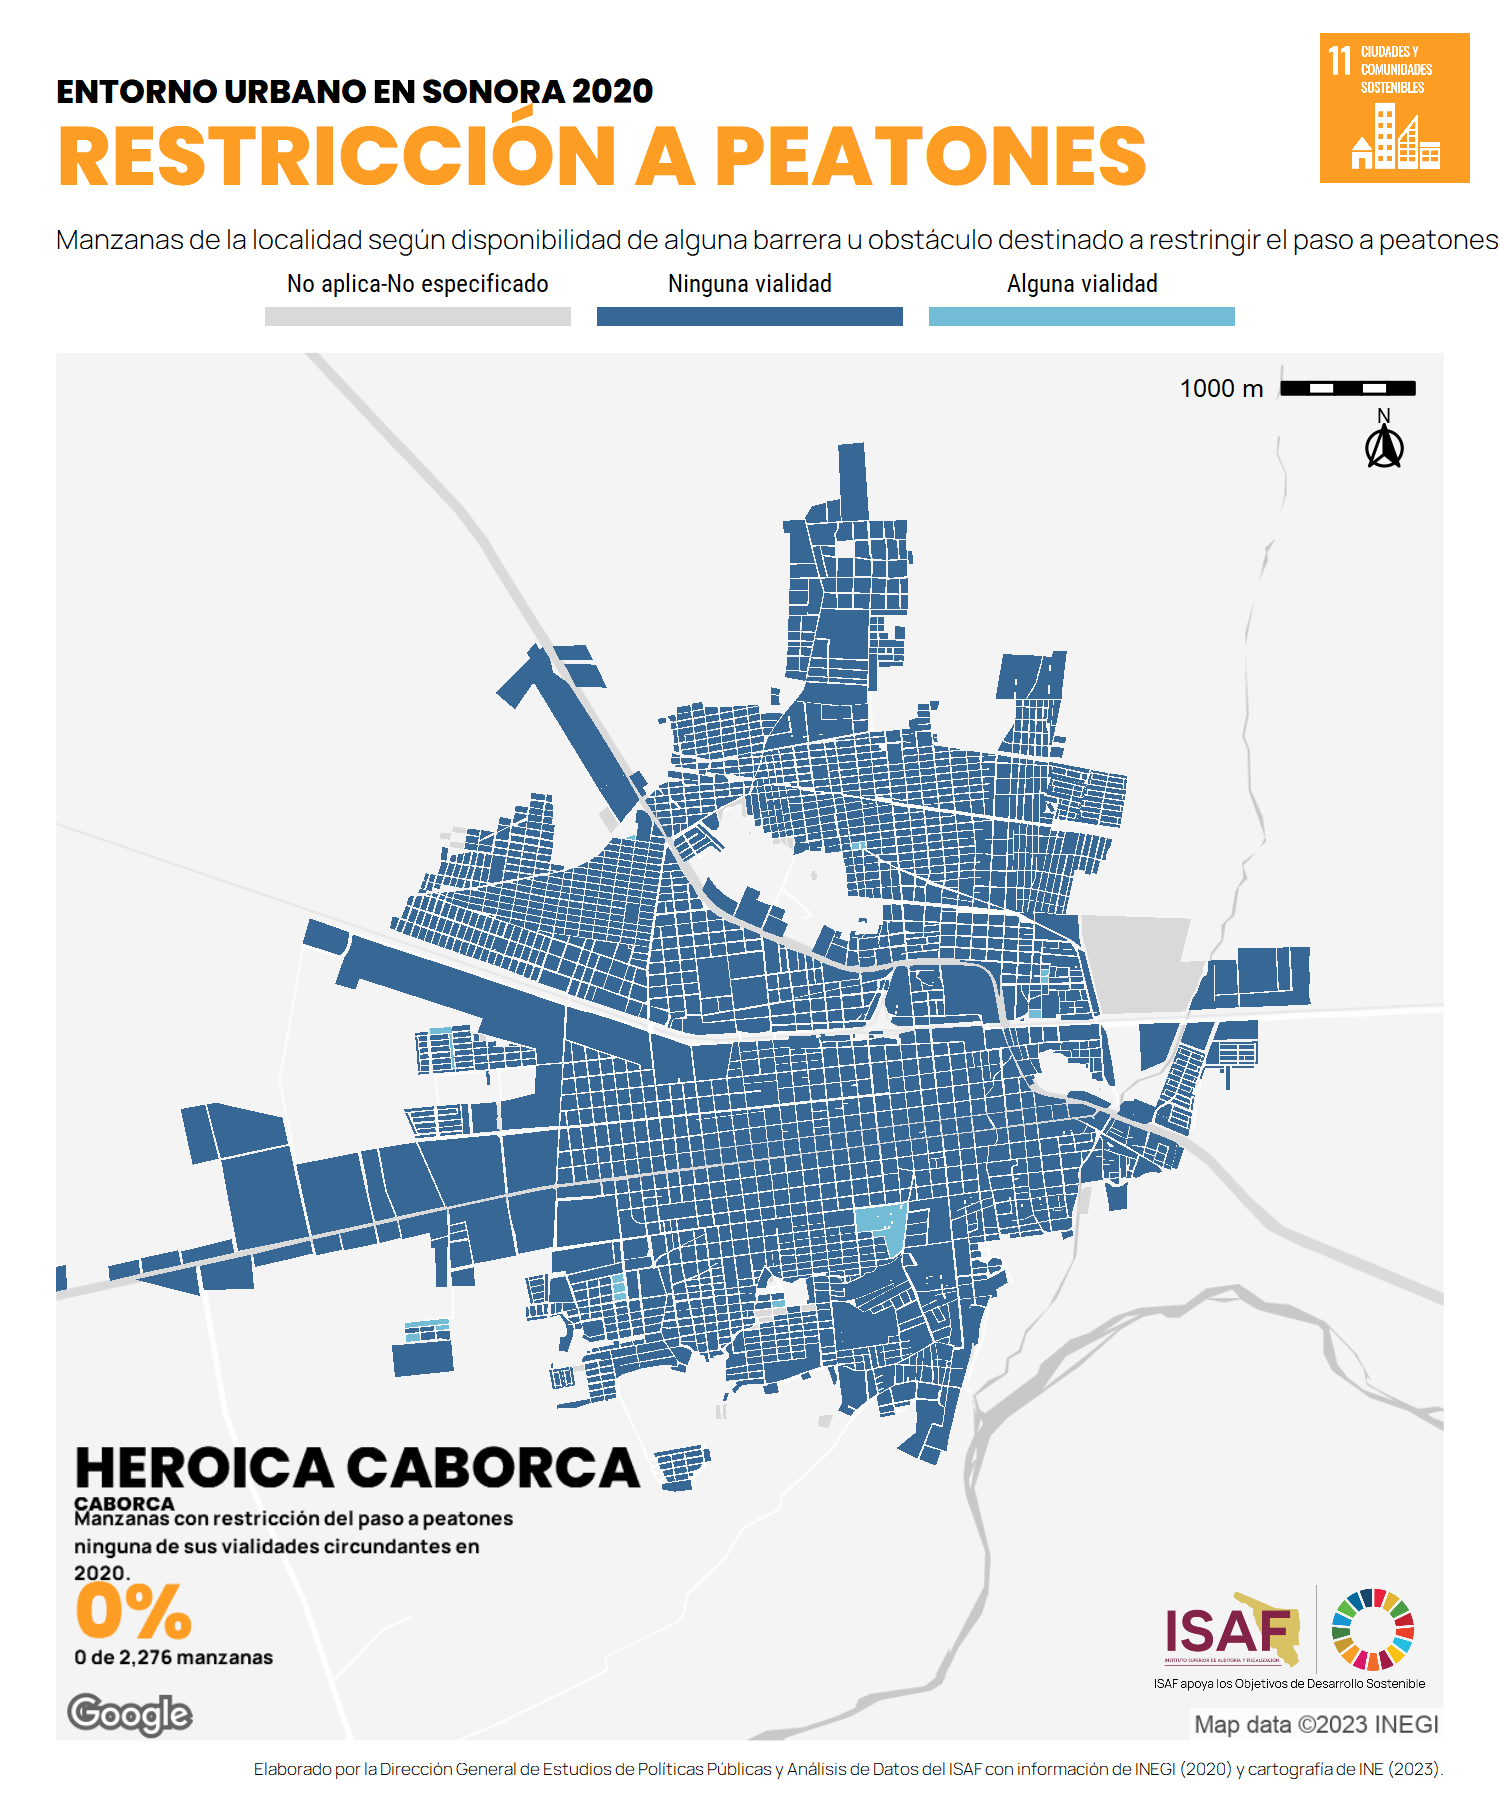 11 CIUDADES Y
COMUNIDADES
SOSTENIBLES
ENTORNO URBANO EN SONORA 2020
RESTRICCIÓN A PEATONES
Manzanas de la localidad según disponibilidad de alguna barrera u obstáculo destinado a restringir el paso a peatones
No aplica-No especificado
Ninguna vialidad
Alguna vialidad
1000 m
N
HEROICA CABORCA
CABORCA
Manzanas con restricción del paso a peatones
ninguna de sus vialidades circundantes en
2020.
0%
0 de 2,276 manzanas
Google
ISAF
INSTITUTO SUPERIOR DE AUDITORÍA Y FISCALIZACIÓN
ISAF apoya los Objetivos de Desarrollo Sostenible
Map data ©2023 INEGI
Elaborado por la Dirección General de Estudios de Políticas Públicas y Análisis de Datos del ISAF con información de INEGI (2020) y cartografía de INE (2023).